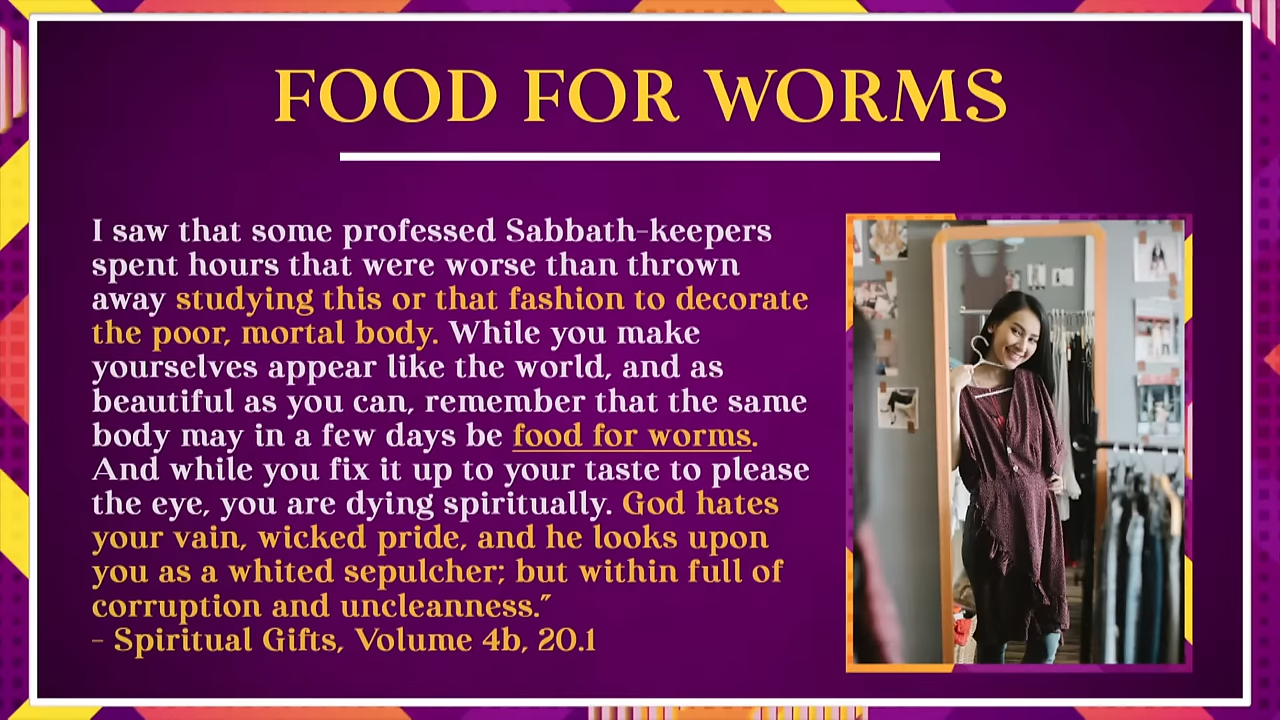 FOOD FOR WORMS
I saw that some professed Sabbath-keepers
spent hours that were worse than thrown
away studying this or that fashion to decorate
the poor, mortal body. While you make
yourselves appear like the world, and as
beautiful as you can, remember that the same
body may in a few days be food for worms.
And while you fix it up to your taste to please
the eye, you are dying spiritually. God hates
your vain, wicked pride, and he looks upon
you as a whited sepulcher; but within full of
corruption and uncleanness.”
- Spiritual Gifts, Volume 4b, 20.1